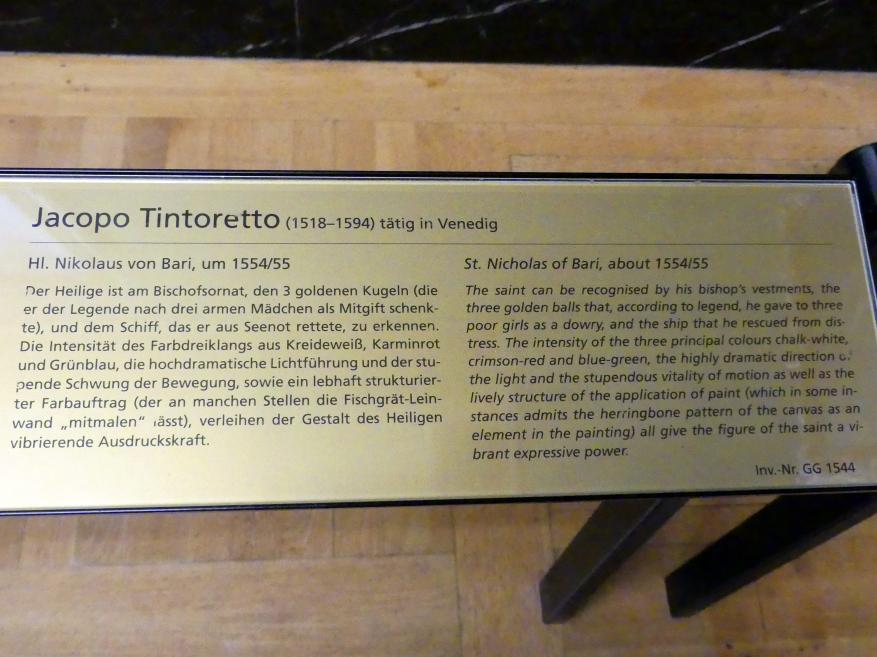 Jacopo Tintoretto (1518–1594) tätig in Venedig
Hl. Nikolaus von Bari, um 1554/55
Der Heilige ist am Bischofsornat, den 3 goldenen Kugeln (die
er der Legende nach drei armen Mädchen als Mitgift schenk-
te), und dem Schiff, das er aus Seenot rettete, zu erkennen.
Die Intensität des Farbdreiklangs aus Kreideweiß, Karminrot
und Grünblau, die hochdramatische Lichtführung und der stu-
pende Schwung der Bewegung, sowie ein lebhaft strukturier-
ter Farbauftrag (der an manchen Stellen die Fischgrät-Lein-
wand „mitmalen“ lässt), verleihen der Gestalt des Heiligen
vibrierende Ausdruckskraft.
St. Nicholas of Bari, about 1554/55
The saint can be recognised by his bishop's vestments, the
three golden balls that, according to legend, he gave to three
poor girls as a dowry, and the ship that he rescued from dis-
tress. The intensity of the three principal colours chalk-white,
crimson-red and blue-green, the highly dramatic direction of
the light and the stupendous vitality of motion as well as the
lively structure of the application of paint (which in some in-
stances admits the herringbone pattern of the canvas as an
element in the painting) all give the figure of the saint a vi-
brant expressive power.
Inv.-Nr. GG 1544